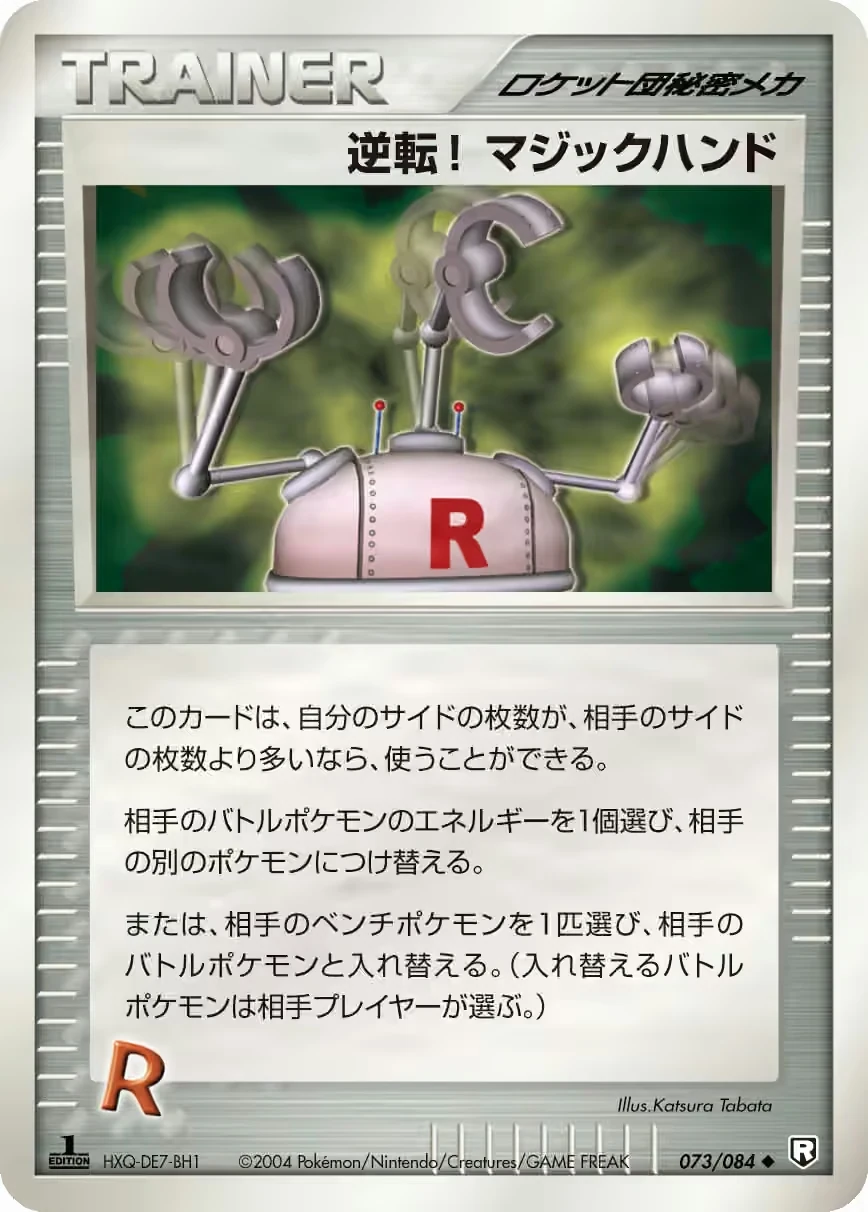 TRAINER
ロケット団秘密メカ
逆転！マジックハンド
R
このカードは、自分のサイドの枚数が、相手のサイド
の枚数より多いなら、使うことができる。
相手のバトルポケモンのエネルギーを1個選び、相手
の別のポケモンにつけ替える。
または、相手のベンチポケモンを1匹選び、相手の
バトルポケモンと入れ替える。（入れ替えるバトル
ポケモンは相手プレイヤーが選ぶ。）
R
Illus.Katsura Tabata
1
EDITION
HXQ-DE7-BH1
©2004 Pokémon/Nintendo/Creatures/GAME FREAK
073/084 ◆
R